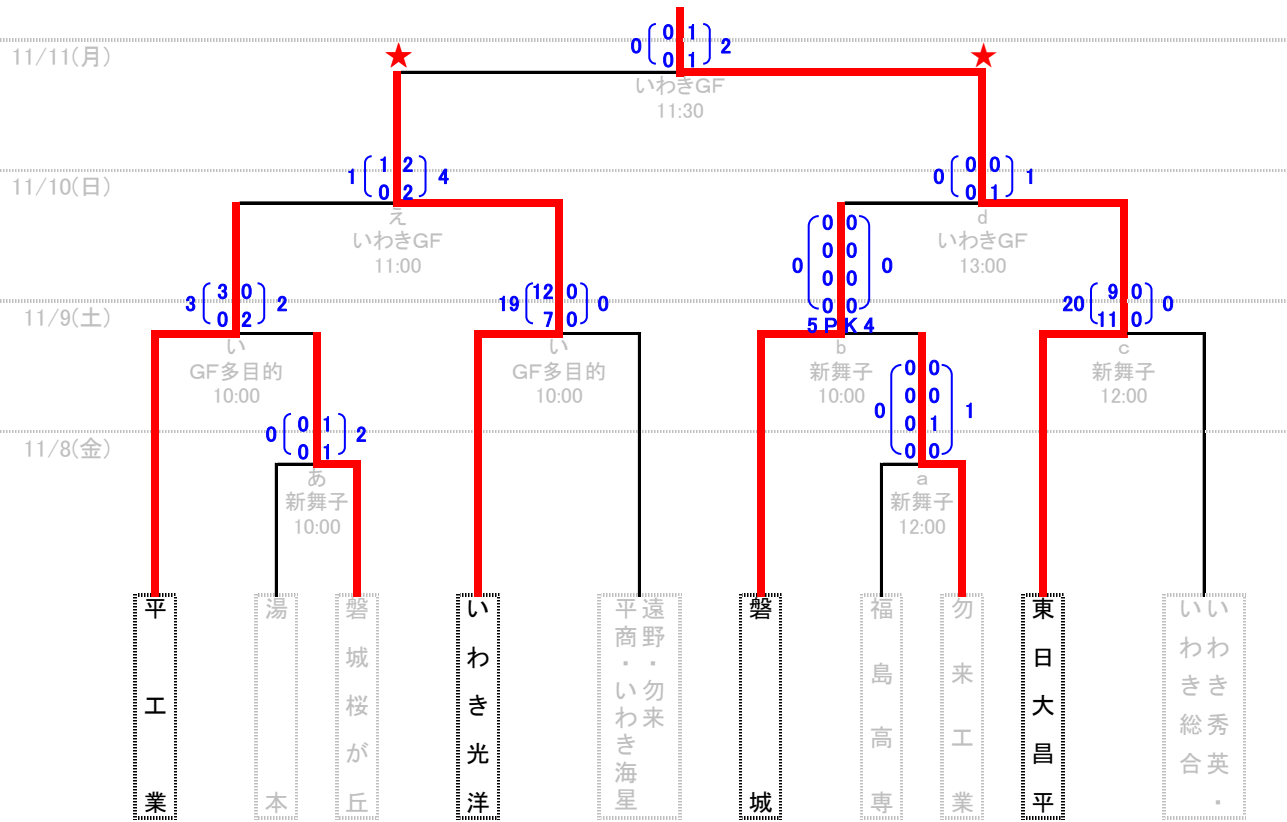 11/11(月)
0 0 1 2
0 1
いわきGF
11:30
11/10(日)
1 1 2 4
0 2
え
いわきGF
11:00
0 0 0 1
0 1
d
いわきGF
13:00
11/9(土)
3 3 0 2
0 2
い
GF多目的
10:00
19 12 0 0
7 0
い
GF多目的
10:00
0 0
0 0
0 0
0 0
0 0
5 P K 4
b
新舞子
10:00
20 9 0 0
11 0
c
新舞子
12:00
11/8(金)
0 0 1 2
0 1
あ
新舞子
10:00
0 0
0 0
0 0 1 1
0 0
a
新舞子
12:00
平工業
湯本
磐城桜が丘
いわき光洋
遠野・勿来
平商・いわき海星
磐城
福島高専
勿来工業
東日大昌平
いわき秀英・
いわき総合